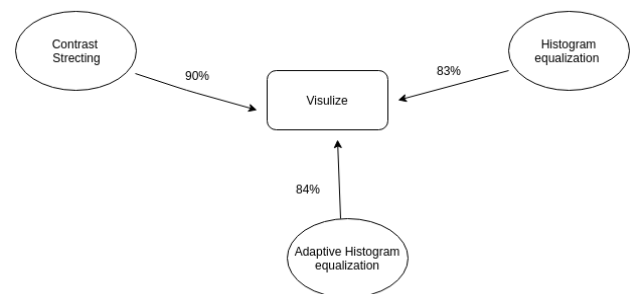 Contrast
Strecting
90%
Visulize
83%
Histogram
equalization
84%
Adaptive Histogram
equalization